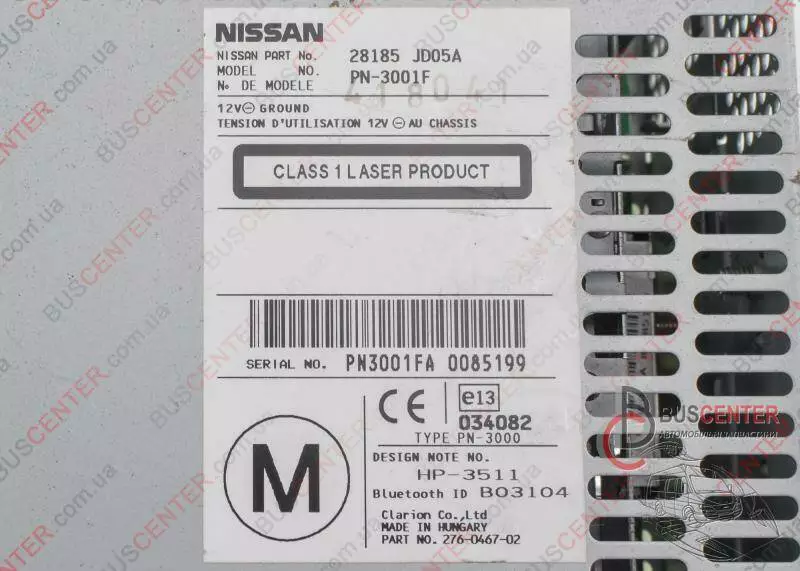 NISSAN
NISSAN PART No. 28185 JD05A
MODEL NO. PN-3001F
No DE MODELE
418041
12V ⊖ GROUND
TENSION D'UTILISATION 12V ⊖ AU CHASSIS
CLASS 1 LASER PRODUCT
SERIAL NO. PN3001FA 0085199
CE e13
034082
TYPE PN-3000
M
DESIGN NOTE NO.
HP-3511
Bluetooth ID B03104
Clarion Co.,Ltd
MADE IN HUNGARY
PART NO. 276-0467-02
BUSCENTER
АВТОМОБІЛЬНІ ЗАПЧАСТИНИ
BUSCENTER.com.ua